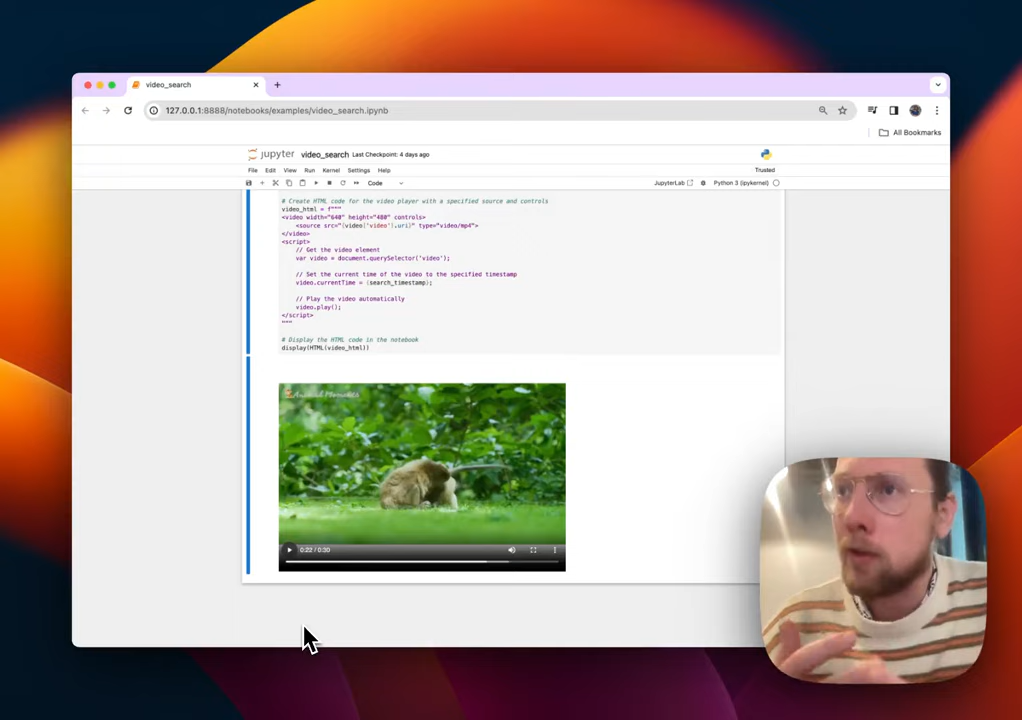 video_search
127.0.0.1:8888/notebooks/examples/video_search.ipynb
All Bookmarks
jupyter video_search Last Checkpoint: 4 days ago
File Edit View Run Kernel Settings Help
Trusted
Code
JupyterLab
Python 3 (ipykernel)
# Create HTML code for the video player with a specified source and controls
video_html = f"""
<video width="640" height="480" controls>
<source src="{video['video'].uri}" type="video/mp4">
</video>
<script>
// Get the video element
var video = document.querySelector('video');
// Set the current time of the video to the specified timestamp
video.currentTime = {search_timestamp};
// Play the video automatically
video.play();
</script>
"""
# Display the HTML code in the notebook
display(HTML(video_html))
Animal Moments
0:22 / 0:30